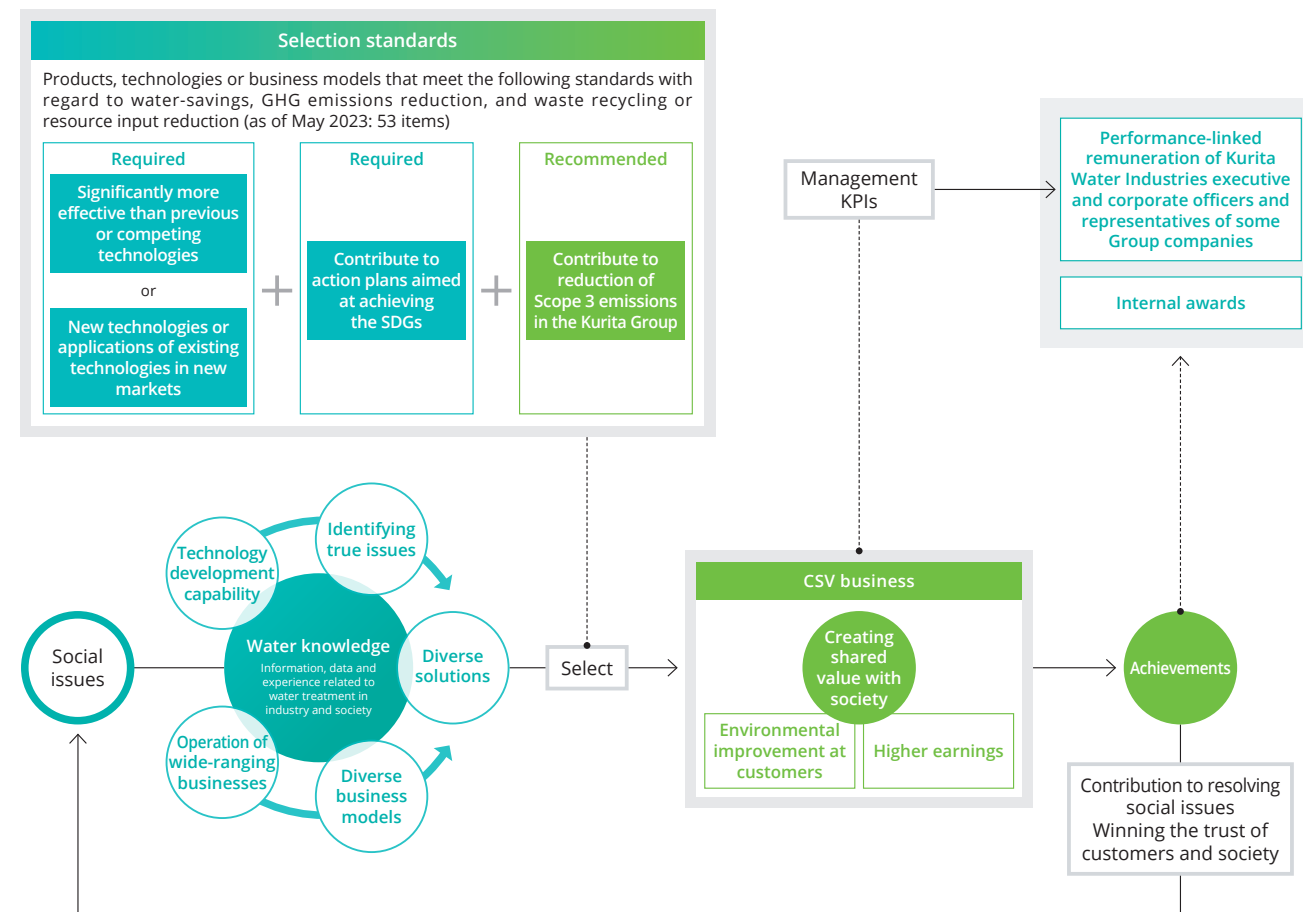 Selection standards
Products, technologies or business models that meet the following standards with
regard to water-savings, GHG emissions reduction, and waste recycling or
resource input reduction (as of May 2023: 53 items)
Required
Significantly more
effective than previous
or competing
technologies
or
New technologies or
applications of existing
technologies in new
markets
+
Required
Contribute to
action plans aimed
at achieving
the SDGs
+
Recommended
Contribute to
reduction of
Scope 3 emissions
in the Kurita Group
Management
KPIs
Performance-linked
remuneration of Kurita
Water Industries executive
and corporate officers and
representatives of some
Group companies
Internal awards
Social
issues
Technology
development
capability
Identifying
true issues
Water knowledge
Information, data and
experience related to
water treatment in
industry and society
Diverse
solutions
Operation of
wide-ranging
businesses
Diverse
business
models
Select
CSV business
Creating
shared
value with
society
Environmental
improvement at
customers
Higher earnings
Achievements
Contribution to resolving
social issues
Winning the trust of
customers and society